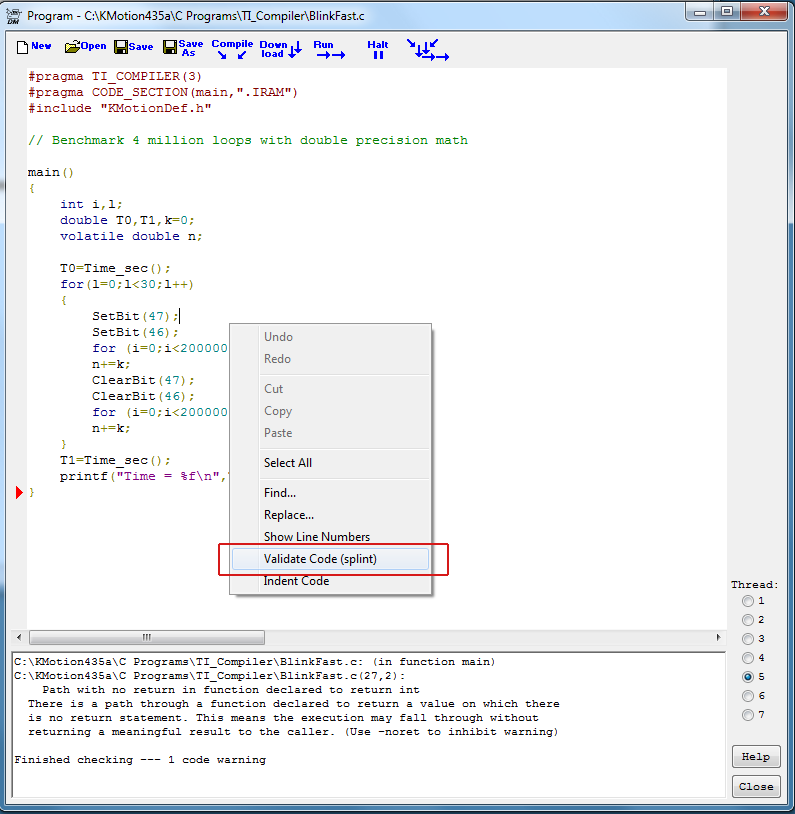 Program - C:\KMotion435a\C Programs\TI_Compiler\BlinkFast.c
New Open Save Save As Compile Down load Run Halt
#pragma TI_COMPILER(3)
#pragma CODE_SECTION(main,".IRAM")
#include "KMotionDef.h"
// Benchmark 4 million loops with double precision math
main()
{
int i,l;
double T0,T1,k=0;
volatile double n;
T0=Time_sec();
for(l=0;l<30;l++)
{
SetBit(47);
SetBit(46);
for (i=0;i<200000
n+=k;
ClearBit(47);
ClearBit(46);
for (i=0;i<200000
n+=k;
}
T1=Time_sec();
printf("Time = %f\n",
}
Undo
Redo
Cut
Copy
Paste
Select All
Find...
Replace...
Show Line Numbers
Validate Code (splint)
Indent Code
Thread:
1
2
3
4
5
6
7
Help
Close
C:\KMotion435a\C Programs\TI_Compiler\BlinkFast.c: (in function main)
C:\KMotion435a\C Programs\TI_Compiler\BlinkFast.c(27,2):
Path with no return in function declared to return int
There is a path through a function declared to return a value on which there
is no return statement. This means the execution may fall through without
returning a meaningful result to the caller. (Use -noret to inhibit warning)
Finished checking --- 1 code warning